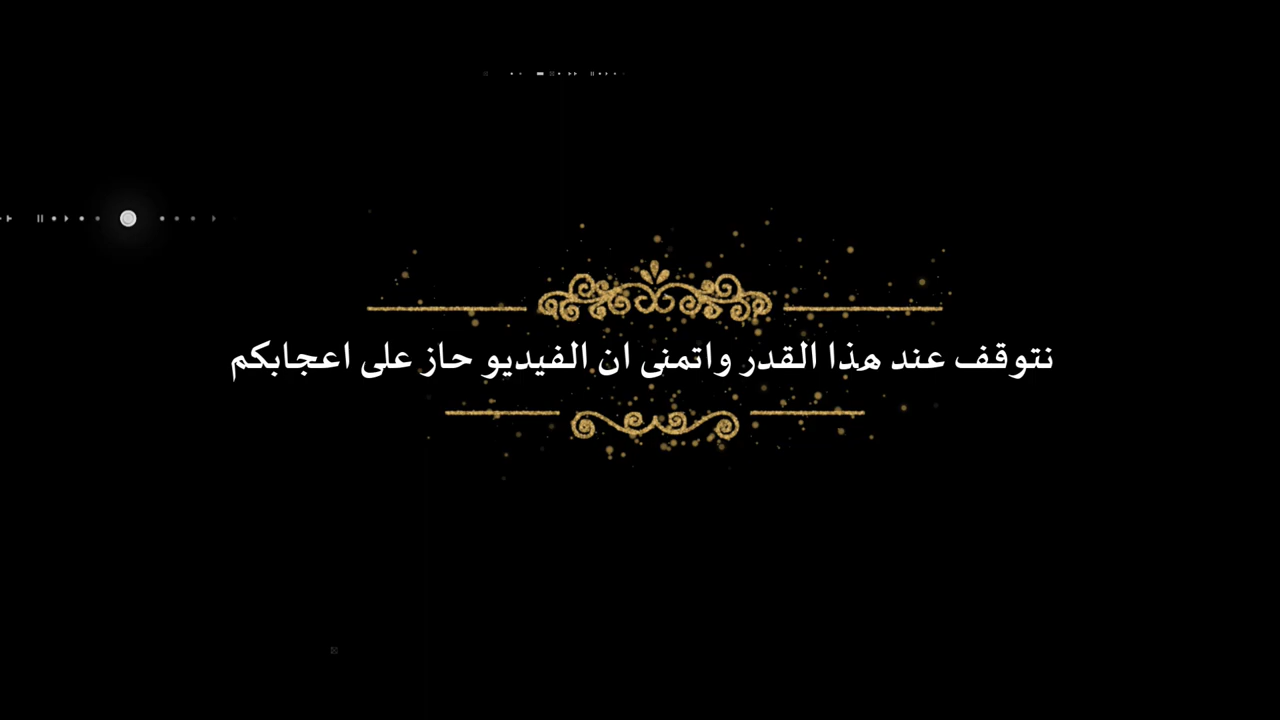 نتوقف عند هذا القدر واتمنى ان الفيديو حاز على اعجابكم